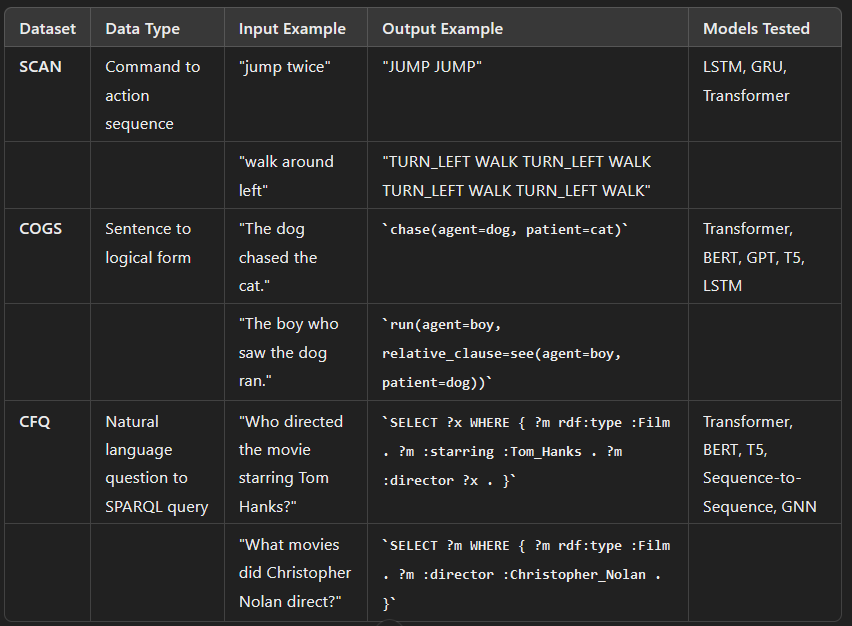 Dataset Data Type Input Example Output Example Models Tested
SCAN Command to action sequence "jump twice" "JUMP JUMP" LSTM, GRU, Transformer
"walk around left" "TURN_LEFT WALK TURN_LEFT WALK TURN_LEFT WALK TURN_LEFT WALK"
COGS Sentence to logical form "The dog chased the cat." `chase(agent=dog, patient=cat)` Transformer, BERT, GPT, T5, LSTM
"The boy who saw the dog ran." `run(agent=boy, relative_clause=see(agent=boy, patient=dog))`
CFQ Natural language question to SPARQL query "Who directed the movie starring Tom Hanks?" `SELECT ?x WHERE { ?m rdf:type :Film . ?m :starring :Tom_Hanks . ?m :director ?x . }` Transformer, BERT, T5, Sequence-to-Sequence, GNN
"What movies did Christopher Nolan direct?" `SELECT ?m WHERE { ?m rdf:type :Film . ?m :director :Christopher_Nolan . }`